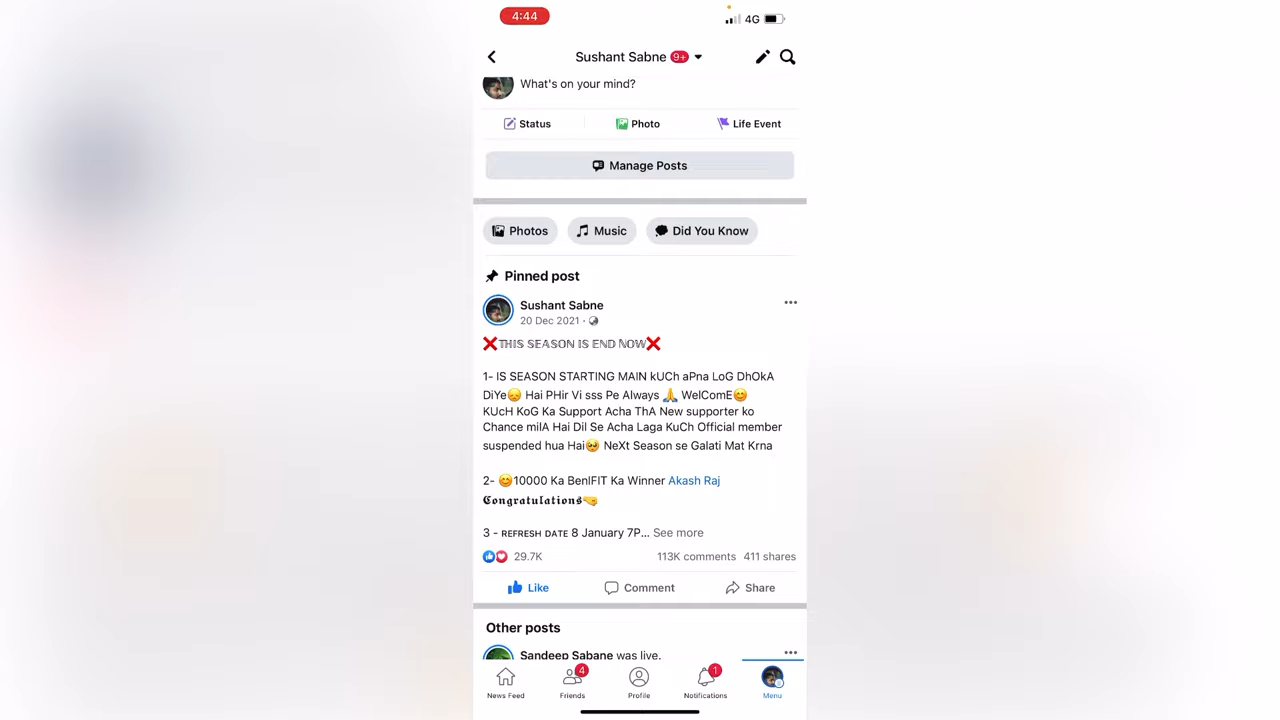 4:44
4G
Sushant Sabne 9+
What's on your mind?
Status Photo Life Event
Manage Posts
Photos Music Did You Know
Pinned post
Sushant Sabne
20 Dec 2021 ·
❌𝕋ℍ𝕀𝕊 𝕊𝔼𝔸𝕊𝕆ℕ 𝕀𝕊 𝔼ℕ𝔻 ℕ𝕆𝕎❌
1- IS SEASON STARTING MAIN kUCh aPna LoG DhOkA
DiYe😞 Hai PHir Vi sss Pe Always 🙏 WelComE😊
KUcH KoG Ka Support Acha ThA New supporter ko
Chance milA Hai Dil Se Acha Laga KuCh Official member
suspended hua Hai🥺 NeXt Season se Galati Mat Krna
2- 😊10000 Ka BenIFIT Ka Winner Akash Raj
𝕮𝖔𝖓𝖌𝖗𝖆𝖙𝖚𝖑𝖆𝖙𝖎𝖔𝖓𝖘🤜
3 - ʀᴇғʀᴇsʜ ᴅᴀᴛᴇ 8 January 7P... See more
29.7K 113K comments 411 shares
Like Comment Share
Other posts
Sandeep Sabane was live.
4 1
News Feed Friends Profile Notifications Menu